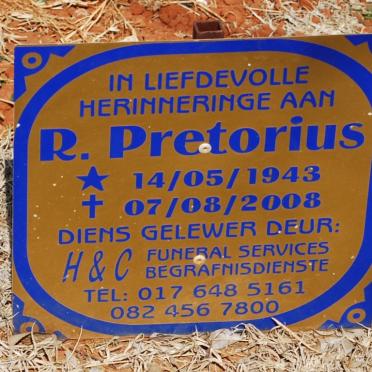 IN LIEFDEVOLLE
HERINNERINGE AAN
R. Pretorius
★ 14/05/1943
✝ 07/08/2008
DIENS GELEWER DEUR:
H & C FUNERAL SERVICES
BEGRAFNISDIENSTE
TEL: 017 648 5161
082 456 7800